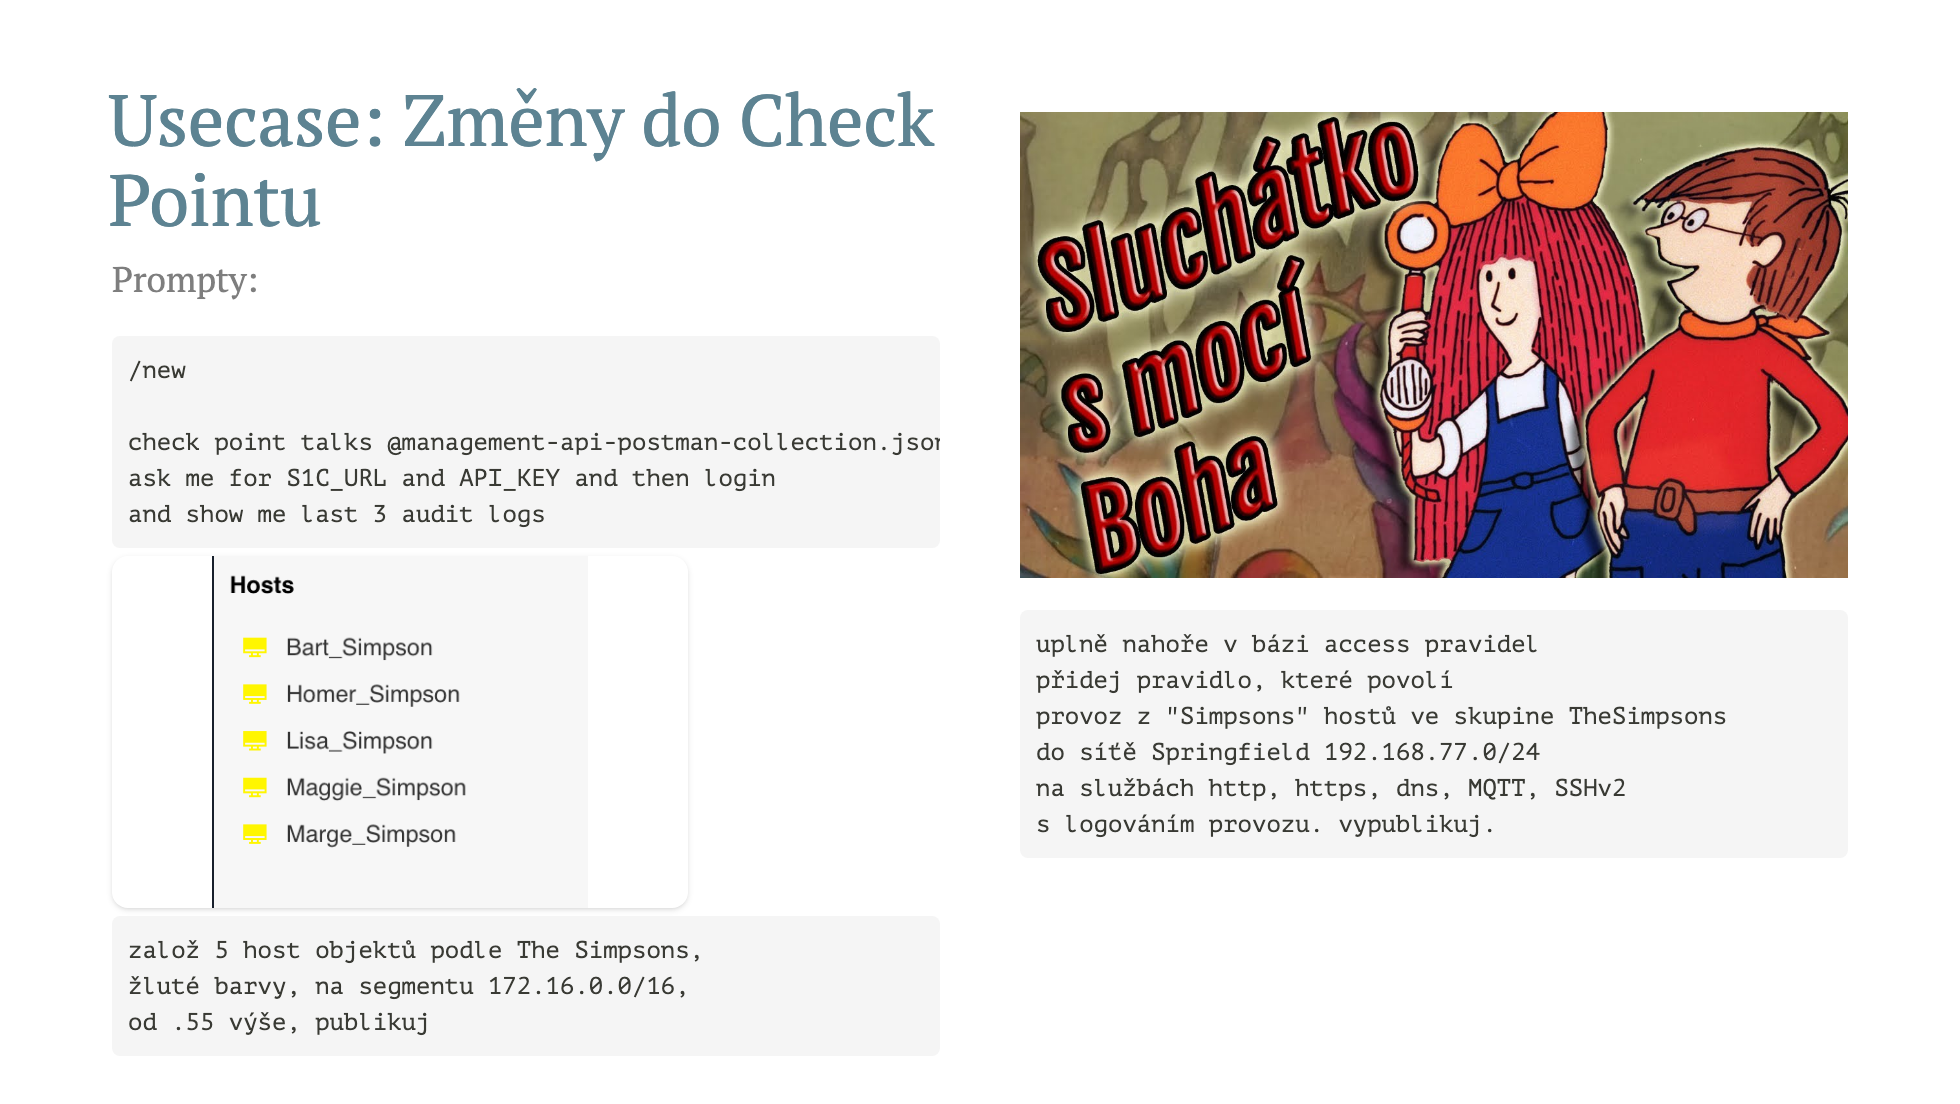 Usecase: Změny do Check
Pointu
Prompty:
/new
check point talks @management-api-postman-collection.json
ask me for S1C_URL and API_KEY and then login
and show me last 3 audit logs
Hosts
Bart_Simpson
Homer_Simpson
Lisa_Simpson
Maggie_Simpson
Marge_Simpson
založ 5 host objektů podle The Simpsons,
žluté barvy, na segmentu 172.16.0.0/16,
od .55 výše, publikuj
Sluchátko
s mocí
Boha
uplně nahoře v bázi access pravidel
přidej pravidlo, které povolí
provoz z "Simpsons" hostů ve skupine TheSimpsons
do síťě Springfield 192.168.77.0/24
na službách http, https, dns, MQTT, SSHv2
s logováním provozu. vypublikuj.